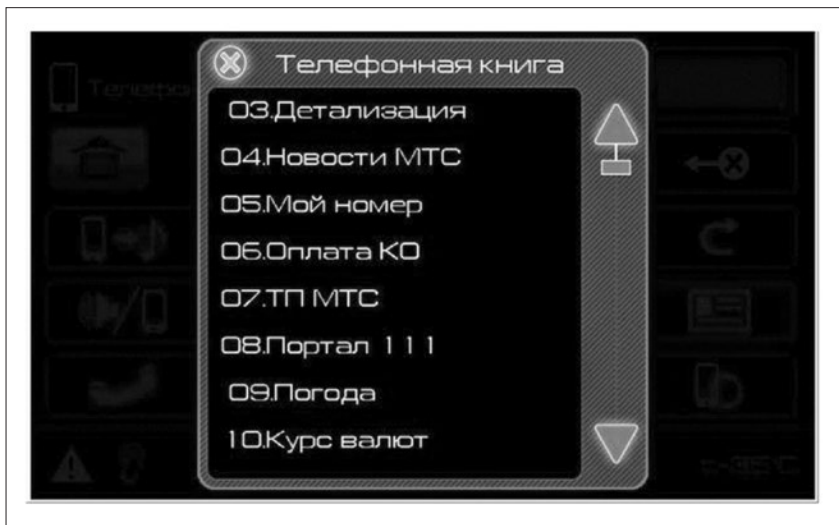 Телефонная книга
03.Детализация
04.Новости МТС
05.Мой номер
06.Оплата КО
07.ТП МТС
08.Портал 111
09.Погода
10.Курс валют